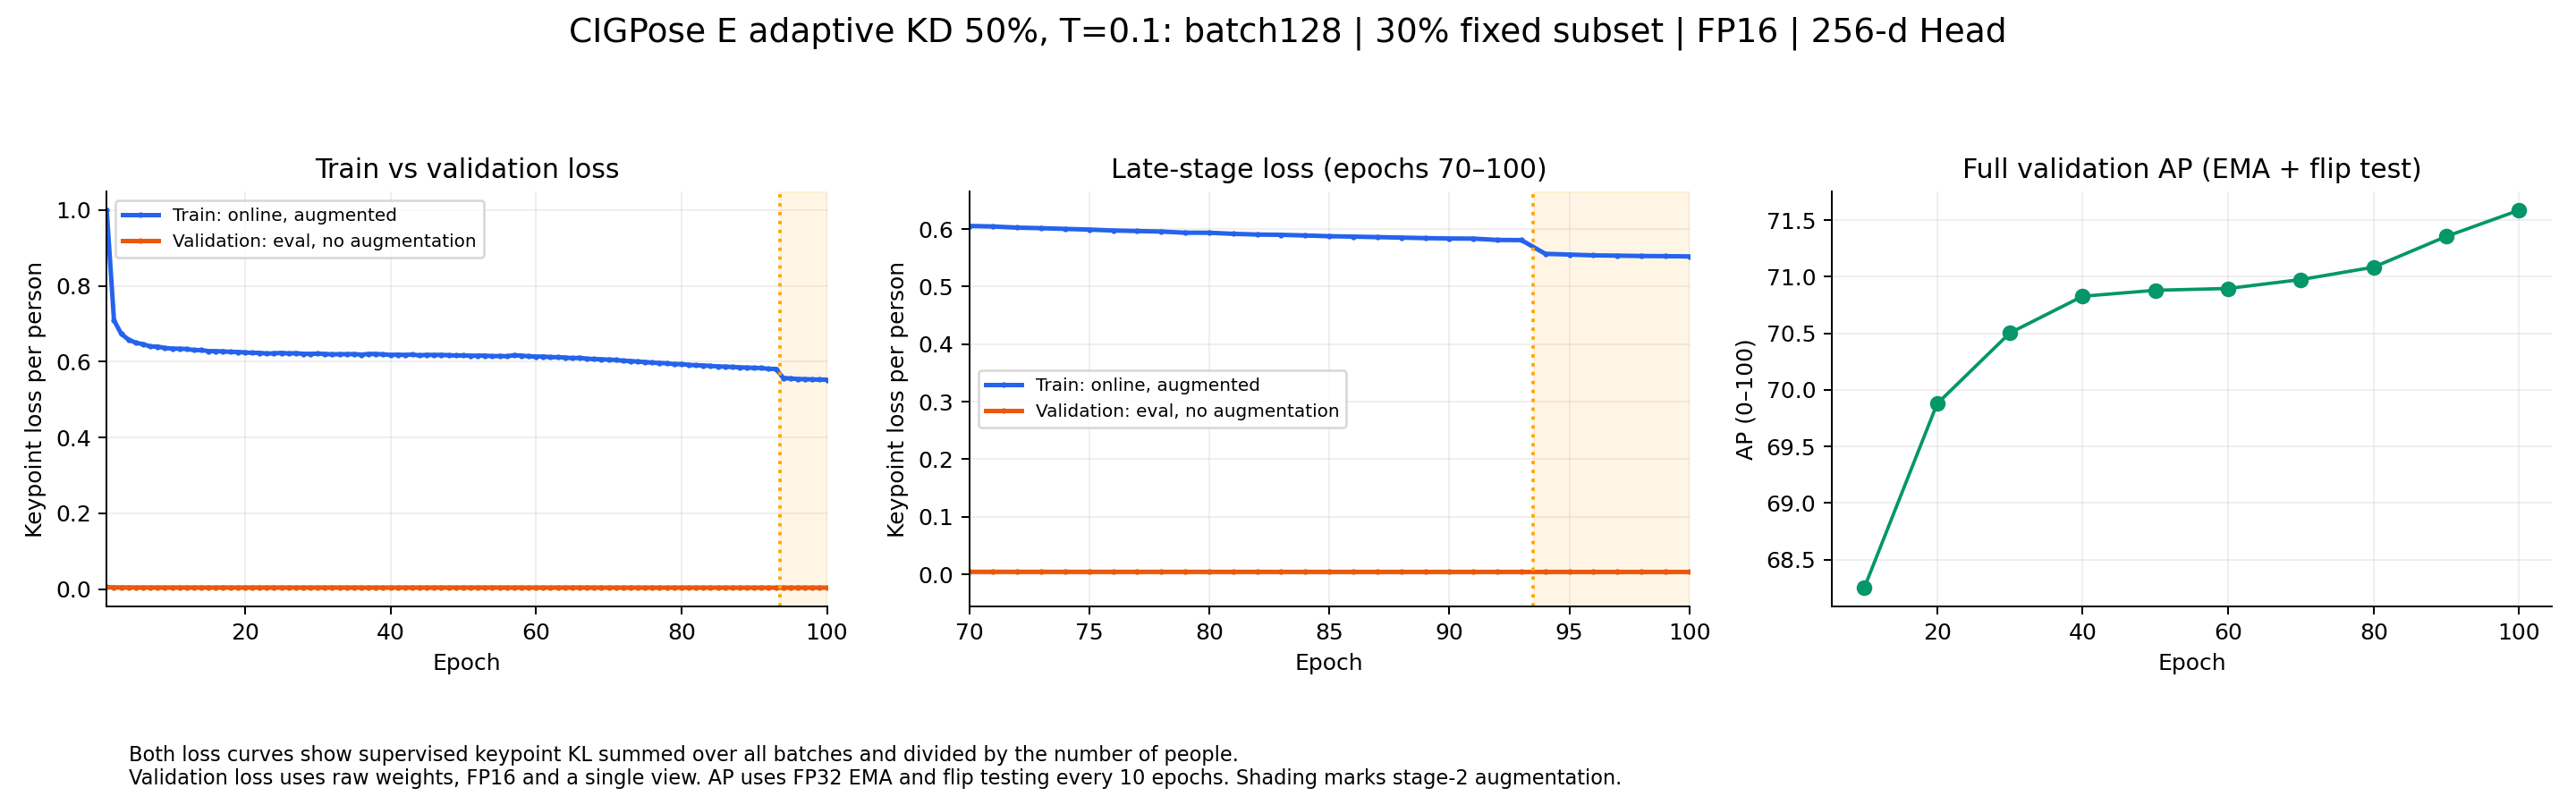 CIGPose E adaptive KD 50%, T=0.1: batch128 | 30% fixed subset | FP16 | 256-d Head
Train vs validation loss
Keypoint loss per person
1.0
0.8
0.6
0.4
0.2
0.0
Train: online, augmented
Validation: eval, no augmentation
20
40
60
80
100
Epoch
Late-stage loss (epochs 70–100)
Keypoint loss per person
0.6
0.5
0.4
0.3
0.2
0.1
0.0
Train: online, augmented
Validation: eval, no augmentation
70
75
80
85
90
95
100
Epoch
Full validation AP (EMA + flip test)
AP (0–100)
71.5
71.0
70.5
70.0
69.5
69.0
68.5
20
40
60
80
100
Epoch
Both loss curves show supervised keypoint KL summed over all batches and divided by the number of people.
Validation loss uses raw weights, FP16 and a single view. AP uses FP32 EMA and flip testing every 10 epochs. Shading marks stage-2 augmentation.